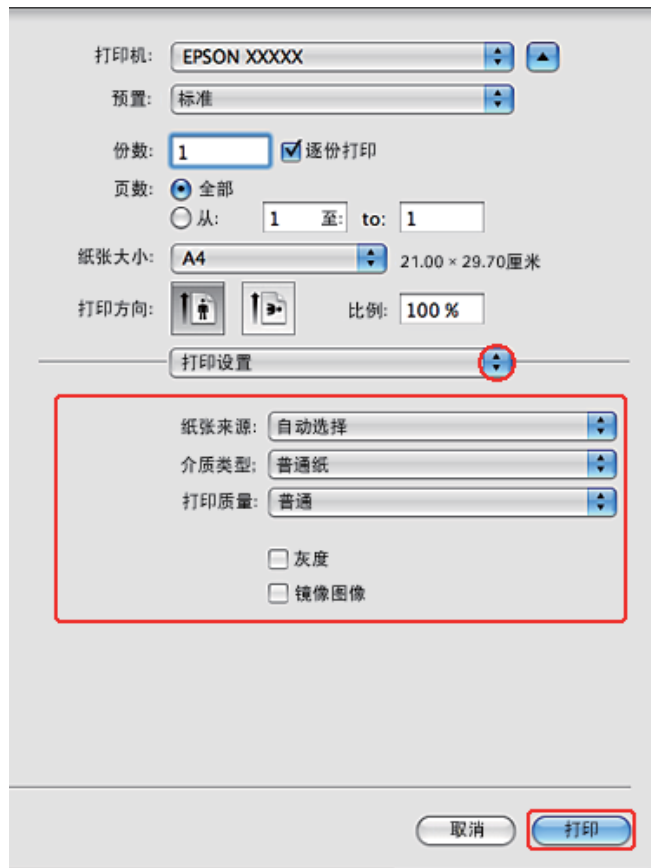 打印机: EPSON XXXXX
预置: 标准
份数: 1 逐份打印
页数: 全部
从: 1 至: to: 1
纸张大小: A4 21.00 × 29.70厘米
打印方向: 比例: 100 %
打印设置
纸张来源: 自动选择
介质类型: 普通纸
打印质量: 普通
灰度
镜像图像
取消 打印